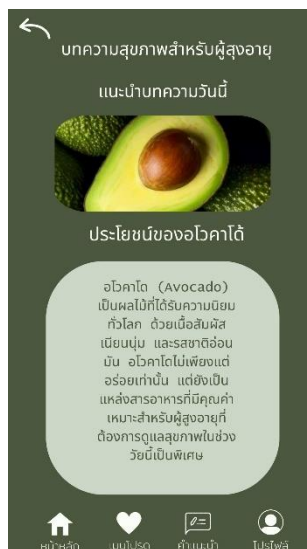 บทความสุขภาพสำหรับผู้สูงอายุ
แนะนำบทความวันนี้
ประโยชน์ของอโวคาโด้
อโวคาโด (Avocado)
เป็นผลไม้ที่ได้รับความนิยม
ทั่วโลก ด้วยเนื้อสัมผัส
เนียนนุ่ม และรสชาติอ่อน
มัน อโวคาโดไม่เพียงแต่
อร่อยเท่านั้น แต่ยังเป็น
แหล่งสารอาหารที่มีคุณค่า
เหมาะสำหรับผู้สูงอายุที่
ต้องการดูแลสุขภาพในช่วง
วัยนี้เป็นพิเศษ
หน้าหลัก เมนูโปรด คำแนะนำ โปรไฟล์